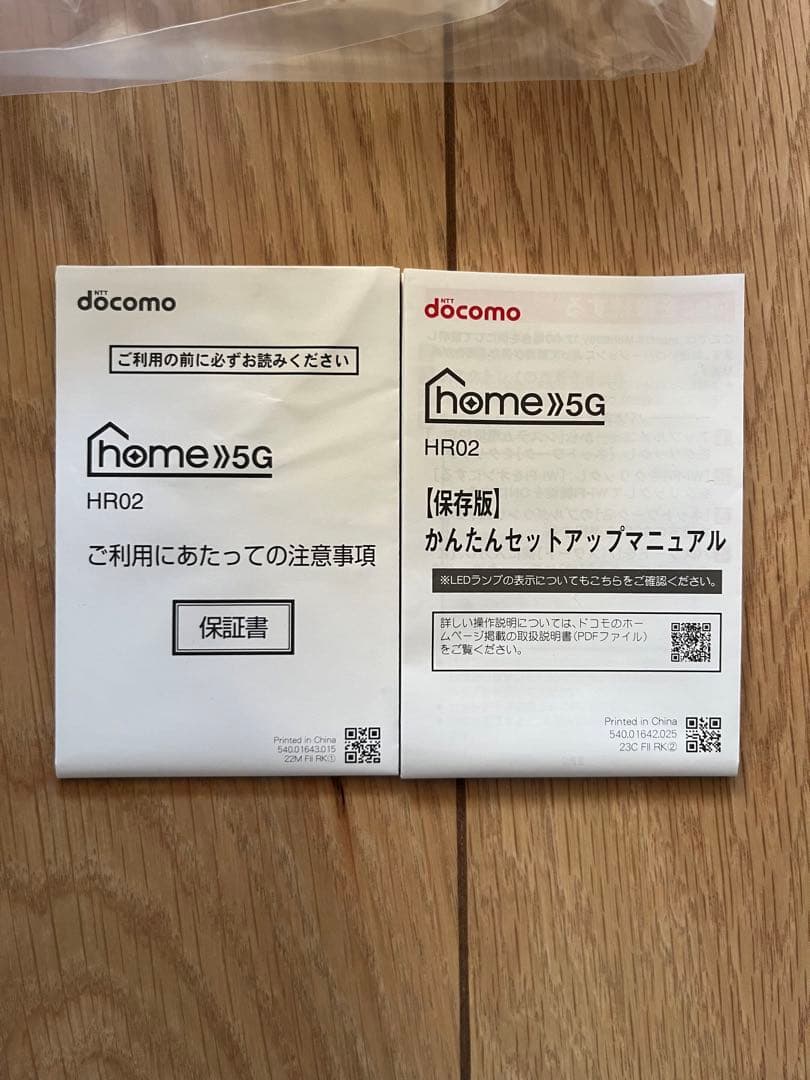 NTT
docomo
ご利用の前に必ずお読みください
home 5G
HR02
ご利用にあたっての注意事項
保証書
Printed in China
540.01643.015
22M FII RK①
NTT
docomo
home 5G
HR02
【保存版】
かんたんセットアップマニュアル
※LEDランプの表示についてもこちらをご確認ください。
詳しい操作説明については、ドコモのホー
ムページ掲載の取扱説明書(PDFファイル)
をご覧ください。
Printed in China
540.01642.025
23C FII RK②